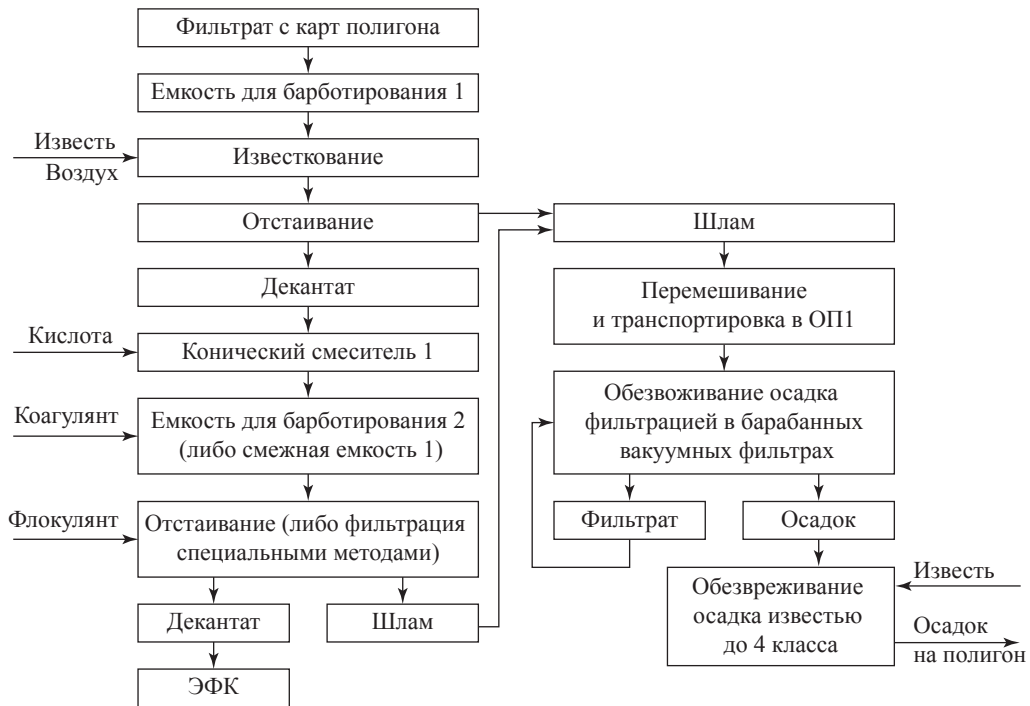 Фильтрат с карт полигона
Емкость для барботирования 1
Известь
Воздух
Известкование
Отстаивание
Декантат
Кислота
Конический смеситель 1
Коагулянт
Емкость для барботирования 2
(либо смежная емкость 1)
Флокулянт
Отстаивание (либо фильтрация
специальными методами)
Декантат
Шлам
ЭФК
Шлам
Перемешивание
и транспортировка в ОП1
Обезвоживание осадка
фильтрацией в барабанных
вакуумных фильтрах
Фильтрат
Осадок
Обезвреживание
осадка известью
до 4 класса
Известь
Осадок
на полигон